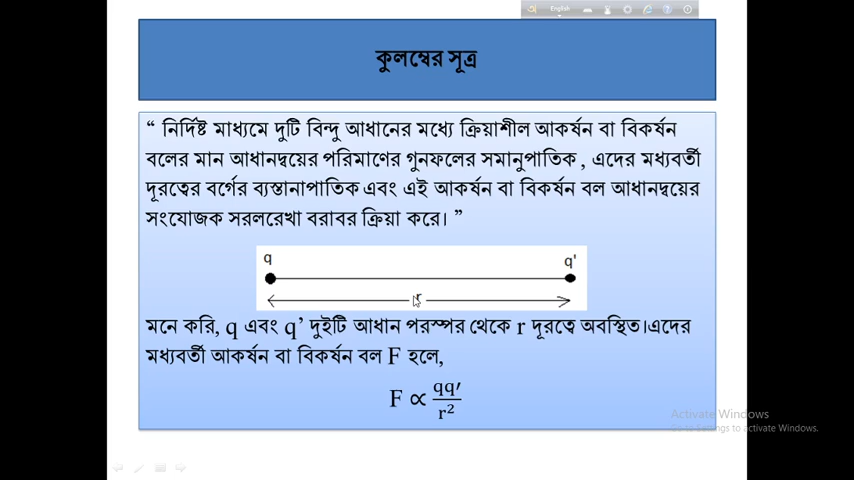 English
কুলম্বের সূত্র
“ নির্দিষ্ট মাধ্যমে দুটি বিন্দু আধানের মধ্যে ক্রিয়াশীল আকর্ষন বা বিকর্ষন
বলের মান আধানদ্বয়ের পরিমাণের গুনফলের সমানুপাতিক , এদের মধ্যবর্তী
দূরত্বের বর্গের ব্যস্তানাপাতিক এবং এই আকর্ষন বা বিকর্ষন বল আধানদ্বয়ের
সংযোজক সরলরেখা বরাবর ক্রিয়া করে। ”
q q'
r
মনে করি, q এবং q’ দুইটি আধান পরস্পর থেকে r দূরত্বে অবস্থিত।এদের
মধ্যবর্তী আকর্ষন বা বিকর্ষন বল F হলে,
F ∝ qq′/r²
Activate Windows
Go to Settings to activate Windows.